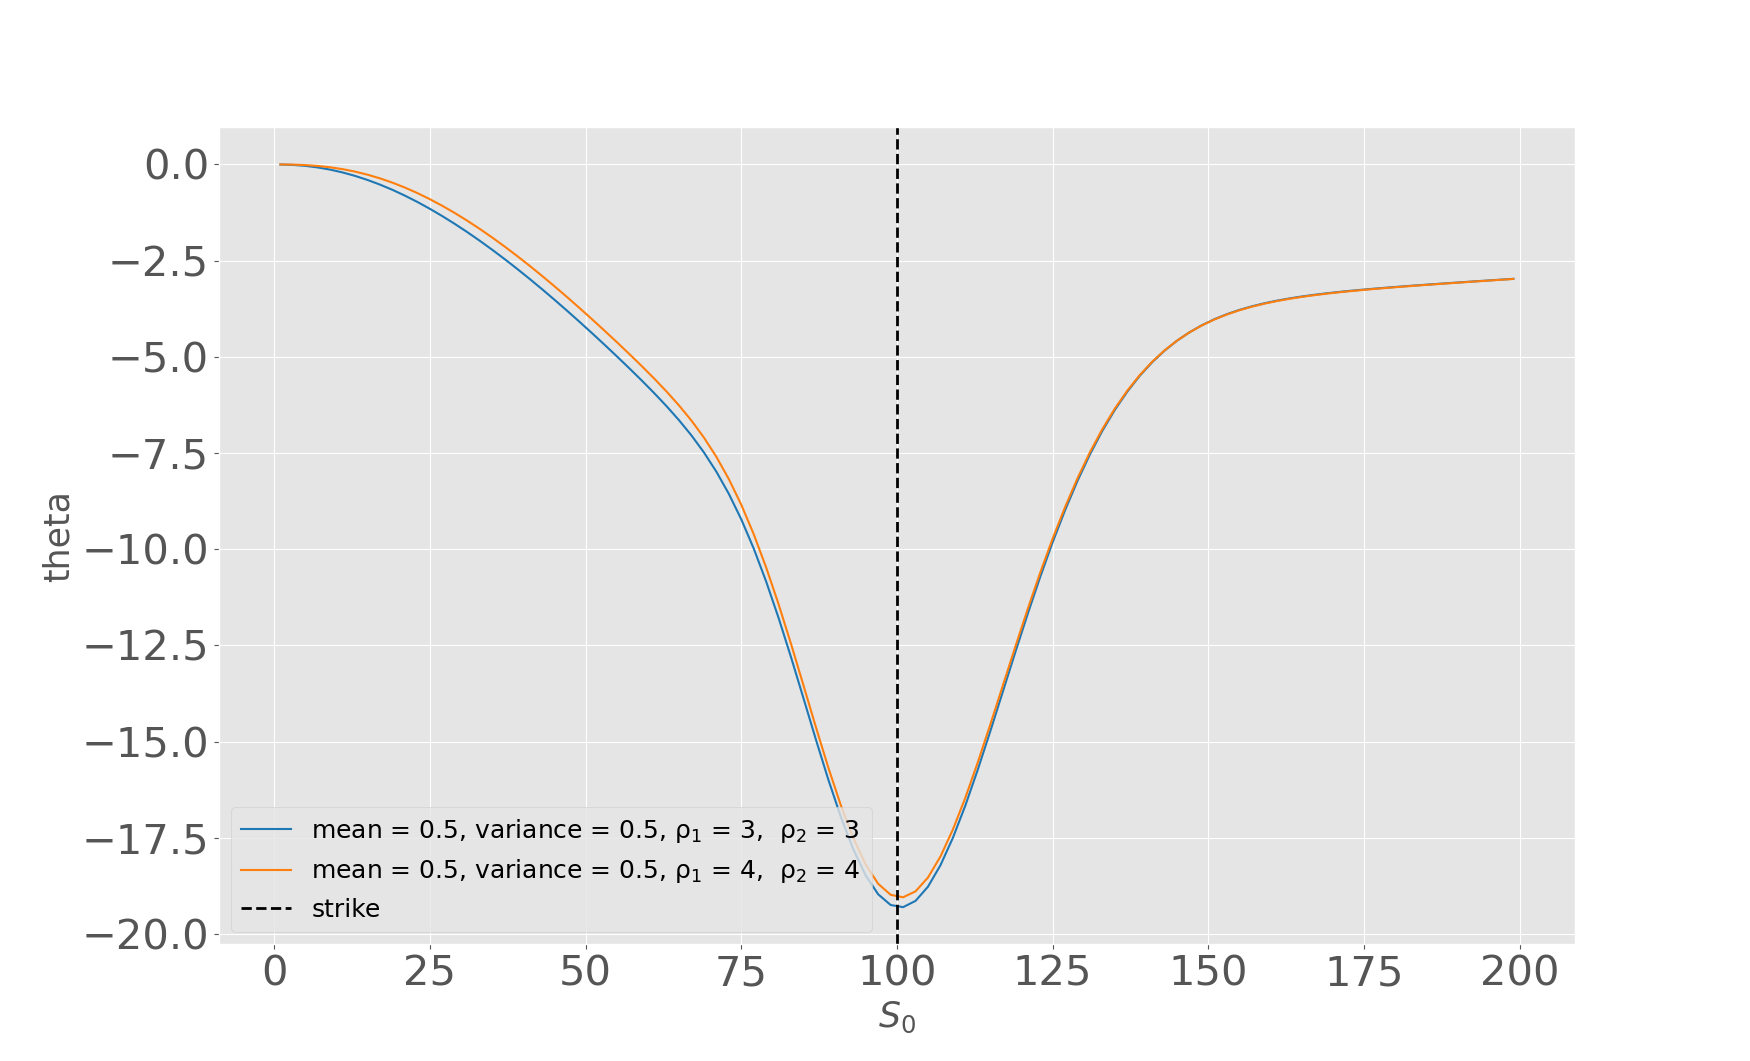 0.0
−2.5
−5.0
−7.5
−10.0
−12.5
−15.0
−17.5
−20.0
theta
mean = 0.5, variance = 0.5, ρ₁ = 3, ρ₂ = 3
mean = 0.5, variance = 0.5, ρ₁ = 4, ρ₂ = 4
strike
0 25 50 75 100 125 150 175 200
S₀